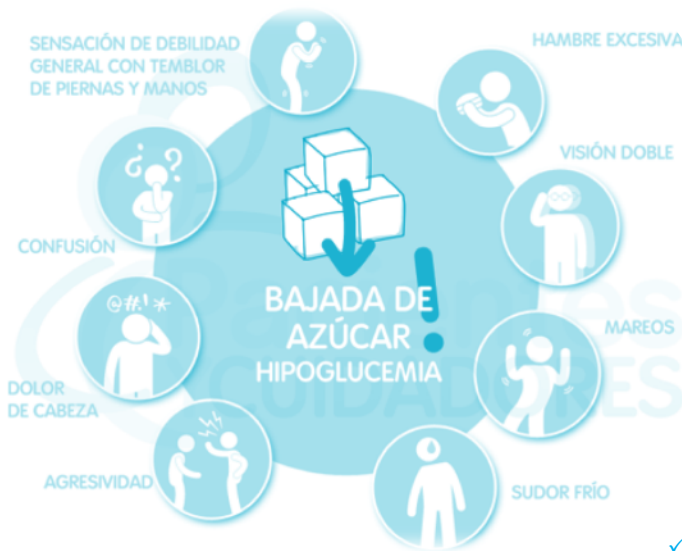 SENSACIÓN DE DEBILIDAD
GENERAL CON TEMBLOR
DE PIERNAS Y MANOS
HAMBRE EXCESIVA
VISIÓN DOBLE
¿?
CONFUSIÓN
BAJADA DE
AZÚCAR !
HIPOGLUCEMIA
MAREOS
@#!*
DOLOR
DE CABEZA
AGRESIVIDAD
SUDOR FRÍO
CUIDADORES